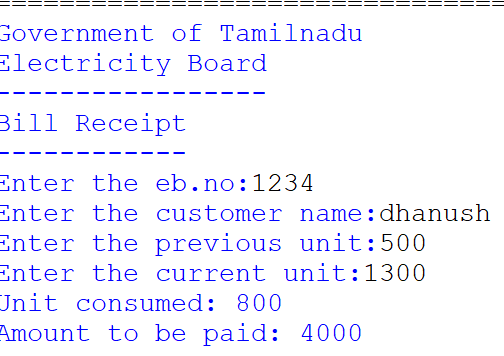 ================================
Government of Tamilnadu
Electricity Board
-----------------
Bill Receipt
------------
Enter the eb.no:1234
Enter the customer name:dhanush
Enter the previous unit:500
Enter the current unit:1300
Unit consumed: 800
Amount to be paid: 4000